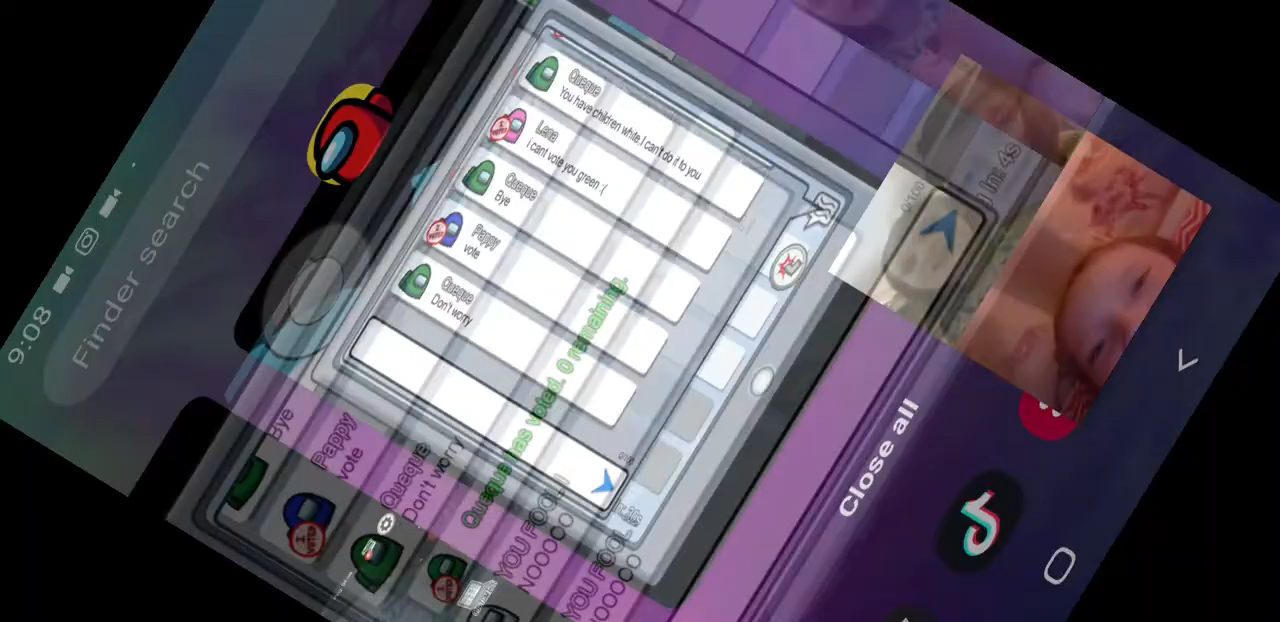 9:08
Finder search
Queque
You have children white,I can't do it to you
Lena
I cant vote you green :(
Queque
Bye
Pappy
vote
Queque
Don't worry
Queque has voted. 0 remaining.
Bye
Pappy
vote
Queque
Don't worry
YOU FOOL
NOOOOO
YOU FOOL
NOOOOO
Close all